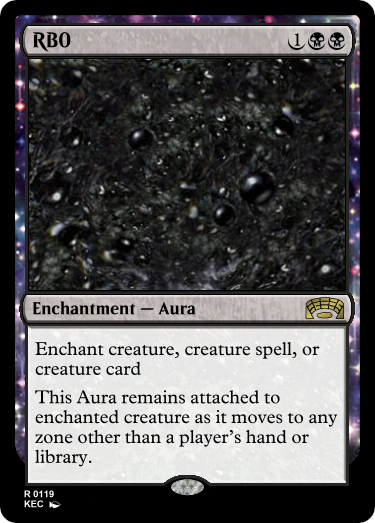 RBO
1
Enchantment — Aura
Enchant creature, creature spell, or
creature card
This Aura remains attached to
enchanted creature as it moves to any
zone other than a player's hand or
library.
R 0119
KEC